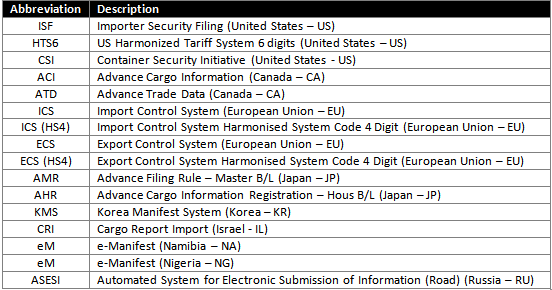 Abbreviation Description
ISF Importer Security Filing (United States – US)
HTS6 US Harmonized Tariff System 6 digits (United States – US)
CSI Container Security Initiative (United States - US)
ACI Advance Cargo Information (Canada – CA)
ATD Advance Trade Data (Canada – CA)
ICS Import Control System (European Union – EU)
ICS (HS4) Import Control System Harmonised System Code 4 Digit (European Union – EU)
ECS Export Control System (European Union – EU)
ECS (HS4) Export Control System Harmonised System Code 4 Digit (European Union – EU)
AMR Advance Filing Rule – Master B/L (Japan – JP)
AHR Advance Cargo Information Registration – Hous B/L (Japan – JP)
KMS Korea Manifest System (Korea – KR)
CRI Cargo Report Import (Israel - IL)
eM e-Manifest (Namibia – NA)
eM e-Manifest (Nigeria – NG)
ASESI Automated System for Electronic Submission of Information (Road) (Russia – RU)